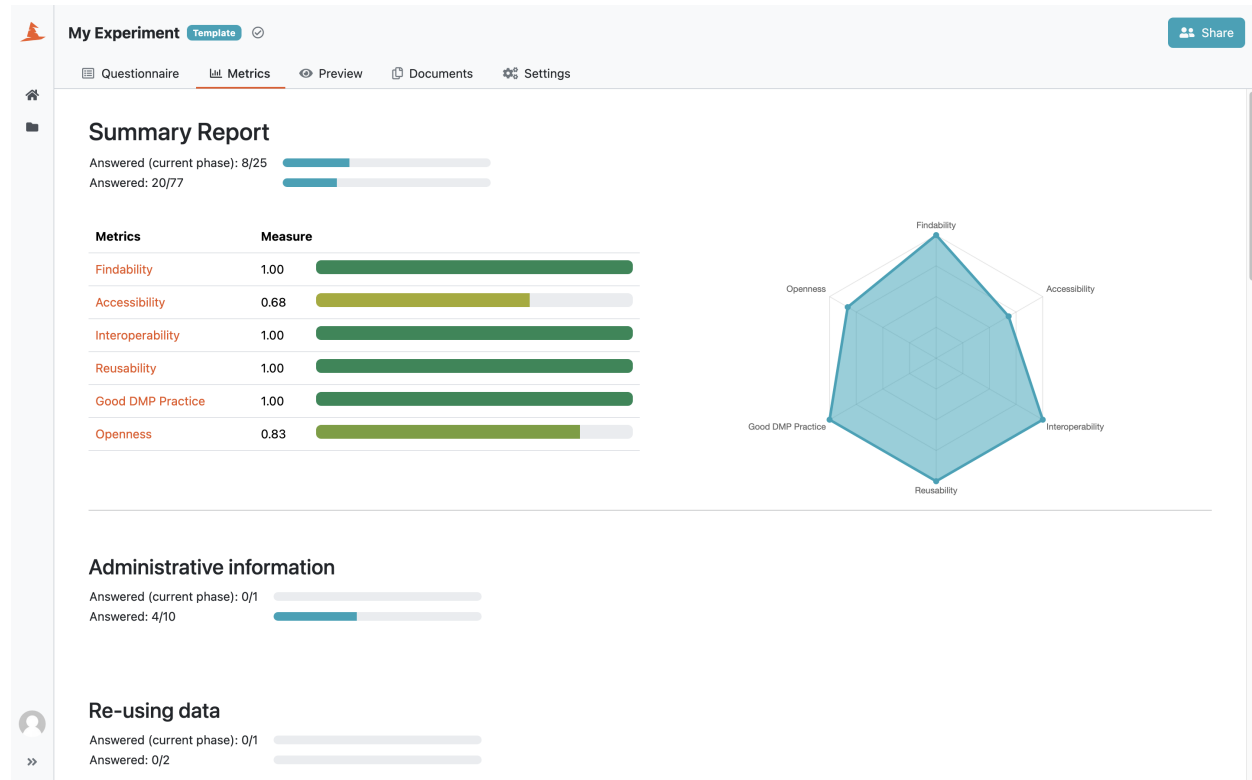 My Experiment Template
Share
Questionnaire Metrics Preview Documents Settings
Summary Report
Answered (current phase): 8/25
Answered: 20/77
Metrics Measure
Findability 1.00
Accessibility 0.68
Interoperability 1.00
Reusability 1.00
Good DMP Practice 1.00
Openness 0.83
Findability
Openness
Accessibility
Good DMP Practice
Interoperability
Reusability
Administrative information
Answered (current phase): 0/1
Answered: 4/10
Re-using data
Answered (current phase): 0/1
Answered: 0/2